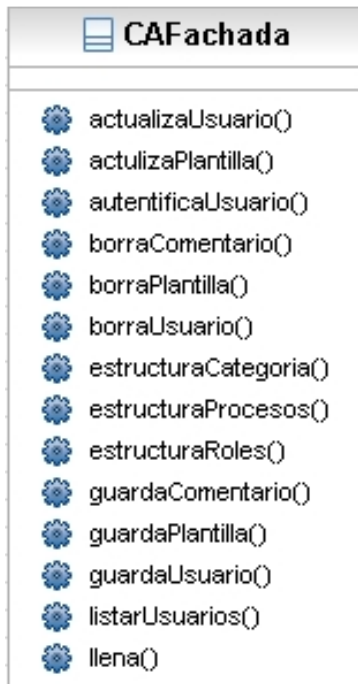 CAFachada
actualizaUsuario()
actulizaPlantilla()
autentificaUsuario()
borraComentario()
borraPlantilla()
borraUsuario()
estructuraCategoria()
estructuraProcesos()
estructuraRoles()
guardaComentario()
guardaPlantilla()
guardaUsuario()
listarUsuarios()
llena()